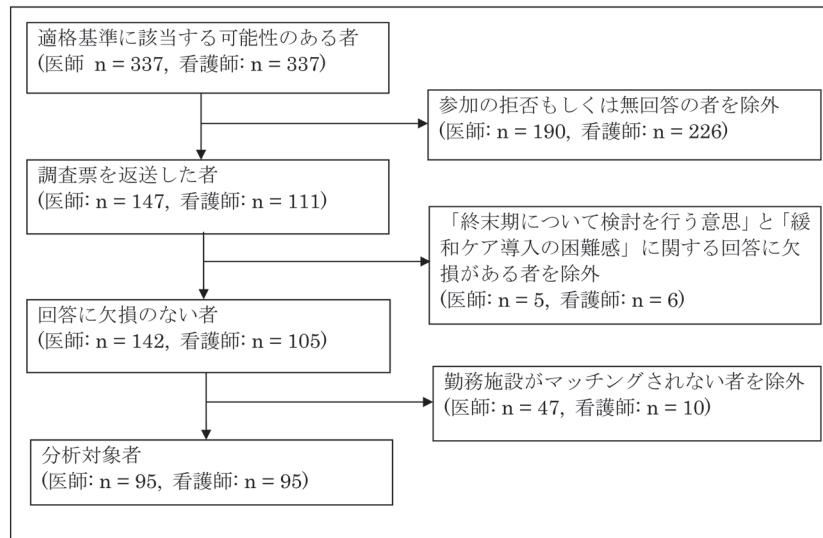 適格基準に該当する可能性のある者
(医師 n = 337, 看護師: n = 337)
参加の拒否もしくは無回答の者を除外
(医師: n = 190, 看護師: n = 226)
調査票を返送した者
(医師: n = 147, 看護師: n = 111)
「終末期について検討を行う意思」と「緩
和ケア導入の困難感」に関する回答に欠
損がある者を除外
(医師: n = 5, 看護師: n = 6)
回答に欠損のない者
(医師: n = 142, 看護師: n = 105)
勤務施設がマッチングされない者を除外
(医師: n = 47, 看護師: n = 10)
分析対象者
(医師: n = 95, 看護師: n = 95)